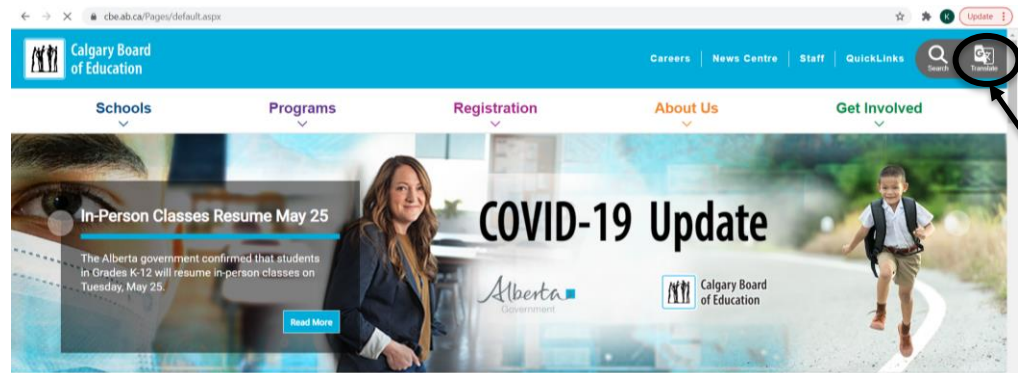 cbe.ab.ca/Pages/default.aspx
K
Update
Calgary Board
of Education
Careers
News Centre
Staff
QuickLinks
Search
Translate
Schools
Programs
Registration
About Us
Get Involved
In-Person Classes Resume May 25
The Alberta government confirmed that students
in Grades K-12 will resume in-person classes on
Tuesday, May 25.
Read More
COVID-19 Update
Alberta
Government
Calgary Board
of Education